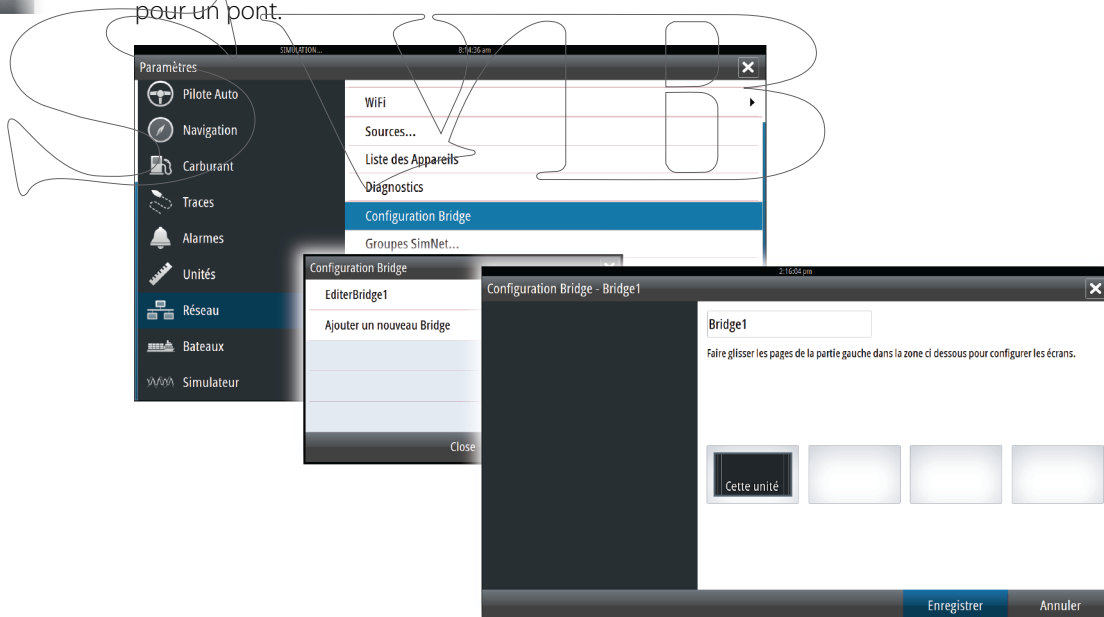 pour un pont.
SIMULATION... 8:14:36 am
Paramètres
Pilote Auto
Navigation
Carburant
Traces
Alarmes
Unités
Réseau
Bateaux
Simulateur
WiFi
Sources...
Liste des Appareils
Diagnostics
Configuration Bridge
Groupes SimNet...
Configuration Bridge
EditerBridge1
Ajouter un nouveau Bridge
Close
2:16:04 pm
Configuration Bridge - Bridge1
Bridge1
Faire glisser les pages de la partie gauche dans la zone ci dessous pour configurer les écrans.
Cette unité
Enregistrer Annuler